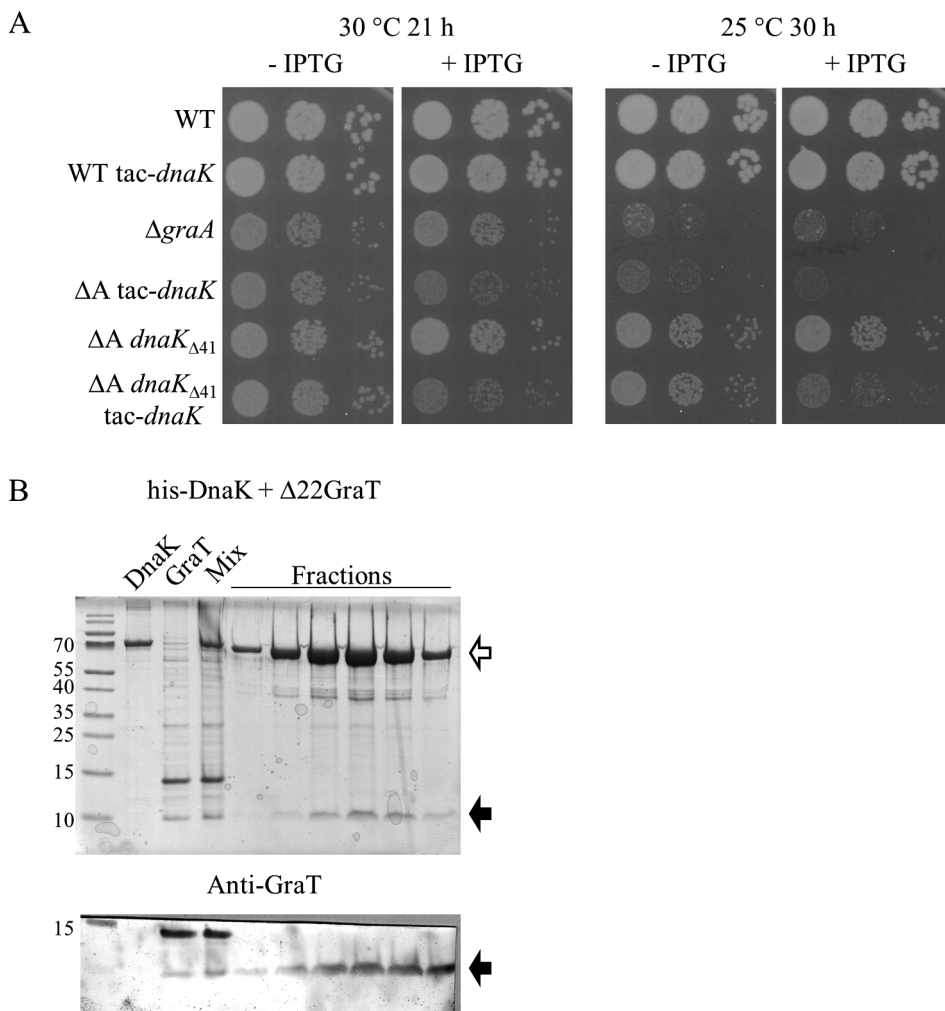 A
30 °C 21 h
25 °C 30 h
- IPTG
+ IPTG
- IPTG
+ IPTG
WT
WT tac-dnaK
ΔgraA
ΔA tac-dnaK
ΔA dnaKΔ41
ΔA dnaKΔ41
tac-dnaK
B
his-DnaK + Δ22GraT
DnaK
GraT
Mix
Fractions
70
55
40
35
25
15
10
Anti-GraT
15